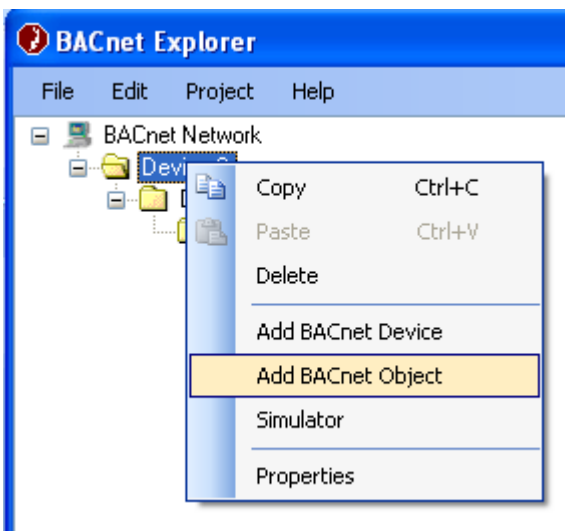 BACnet Explorer
File Edit Project Help
BACnet Network
Copy Ctrl+C
Paste Ctrl+V
Delete
Add BACnet Device
Add BACnet Object
Simulator
Properties